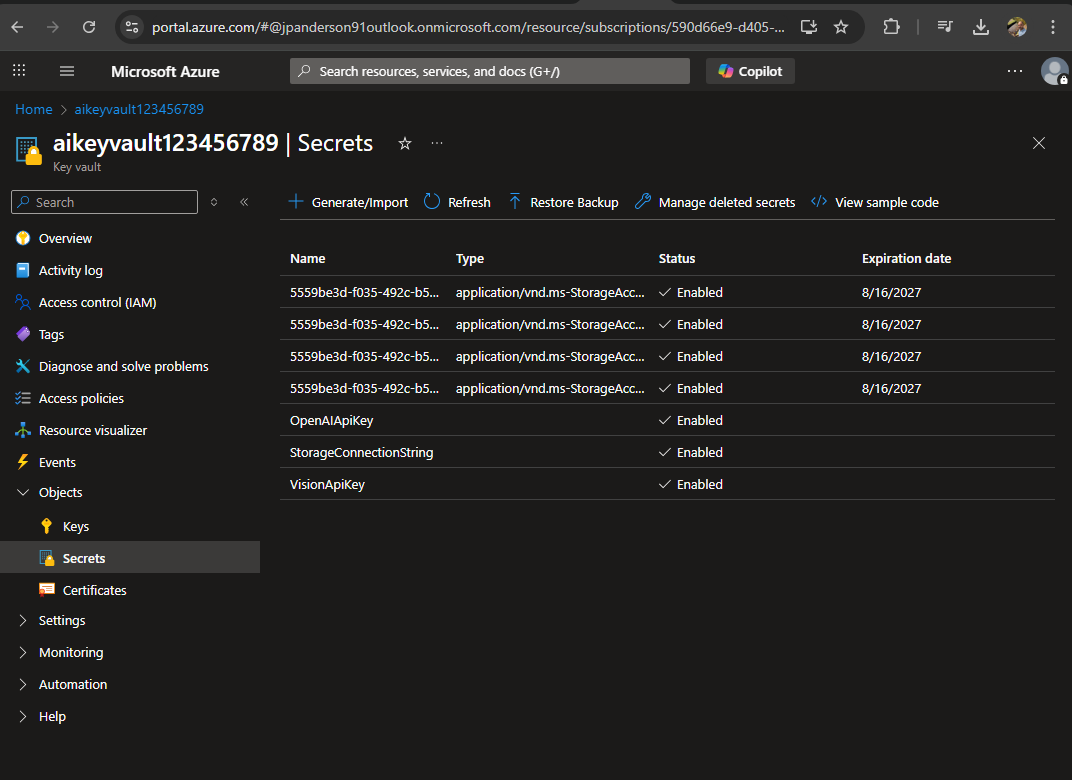 portal.azure.com/#@jpanderson91outlook.onmicrosoft.com/resource/subscriptions/590d66e9-d405-...
Microsoft Azure
Search resources, services, and docs (G+/)
Copilot
...
Home > aikeyvault123456789
aikeyvault123456789 | Secrets
...
Key vault
Search
Generate/Import
Refresh
Restore Backup
Manage deleted secrets
View sample code
Overview
Activity log
Access control (IAM)
Tags
Diagnose and solve problems
Access policies
Resource visualizer
Events
Objects
Keys
Secrets
Certificates
Settings
Monitoring
Automation
Help
Name Type Status Expiration date
5559be3d-f035-492c-b5... application/vnd.ms-StorageAcc... Enabled 8/16/2027
5559be3d-f035-492c-b5... application/vnd.ms-StorageAcc... Enabled 8/16/2027
5559be3d-f035-492c-b5... application/vnd.ms-StorageAcc... Enabled 8/16/2027
5559be3d-f035-492c-b5... application/vnd.ms-StorageAcc... Enabled 8/16/2027
OpenAIApiKey Enabled
StorageConnectionString Enabled
VisionApiKey Enabled